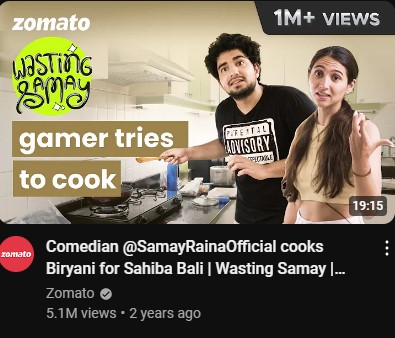 zomato
1M+ VIEWS
wasting
samay
gamer tries
to cook
PARENTAL
ADVISORY
19:15
zomato
Comedian @SamayRainaOfficial cooks
Biryani for Sahiba Bali | Wasting Samay |...
Zomato
5.1M views • 2 years ago